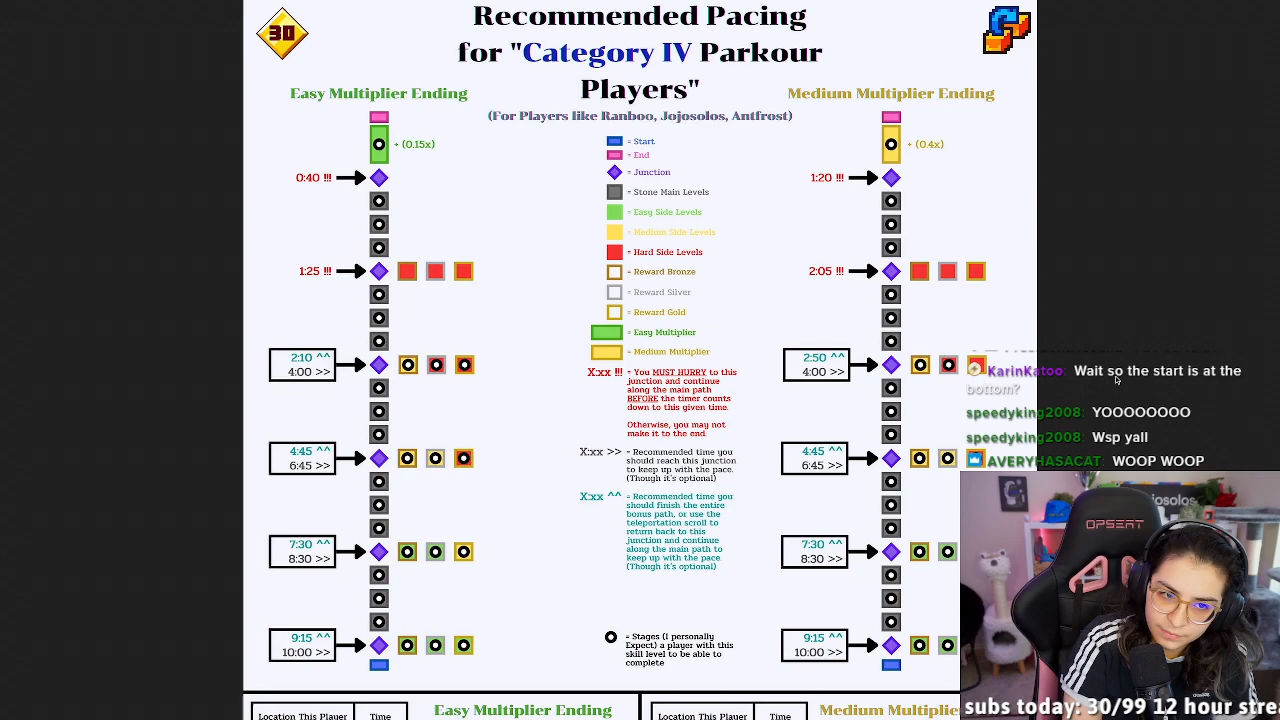 30
Recommended Pacing
for "Category IV Parkour
Players"
(For Players like Ranboo, Jojosolos, Antfrost)
Easy Multiplier Ending
+ (0.15x)
0:40 !!!
1:25 !!!
2:10 ^^
4:00 >>
4:45 ^^
6:45 >>
7:30 ^^
8:30 >>
9:15 ^^
10:00 >>
= Start
= End
= Junction
= Stone Main Levels
= Easy Side Levels
= Medium Side Levels
= Hard Side Levels
= Reward Bronze
= Reward Silver
= Reward Gold
= Easy Multiplier
= Medium Multiplier
X:xx !!! = You MUST HURRY to this
junction and continue
along the main path
BEFORE the timer counts
down to this given time.
Otherwise, you may not
make it to the end.
X:xx >> = Recommended time you
should reach this junction
to keep up with the pace.
(Though it's optional)
X:xx ^^ = Recommended time you
should finish the entire
bonus path, or use the
teleportation scroll to
return back to this
junction and continue
along the main path to
keep up with the pace.
(Though it's optional)
= Stages (I personally
Expect) a player with this
skill level to be able to
complete
Medium Multiplier Ending
+ (0.4x)
1:20 !!!
2:05 !!!
2:50 ^^
4:00 >>
4:45 ^^
6:45 >>
7:30 ^^
8:30 >>
9:15 ^^
10:00 >>
KarinKatoo: Wait so the start is at the
bottom?
speedyking2008: YOOOOOOOO
speedyking2008: Wsp yall
AVERYHASACAT: WOOP WOOP
OPSEAT
jojosolos
subs today: 30/99 12 hour stre
Location This Player
Time
Easy Multiplier Ending
Location This Player
Time
Medium Multiplie